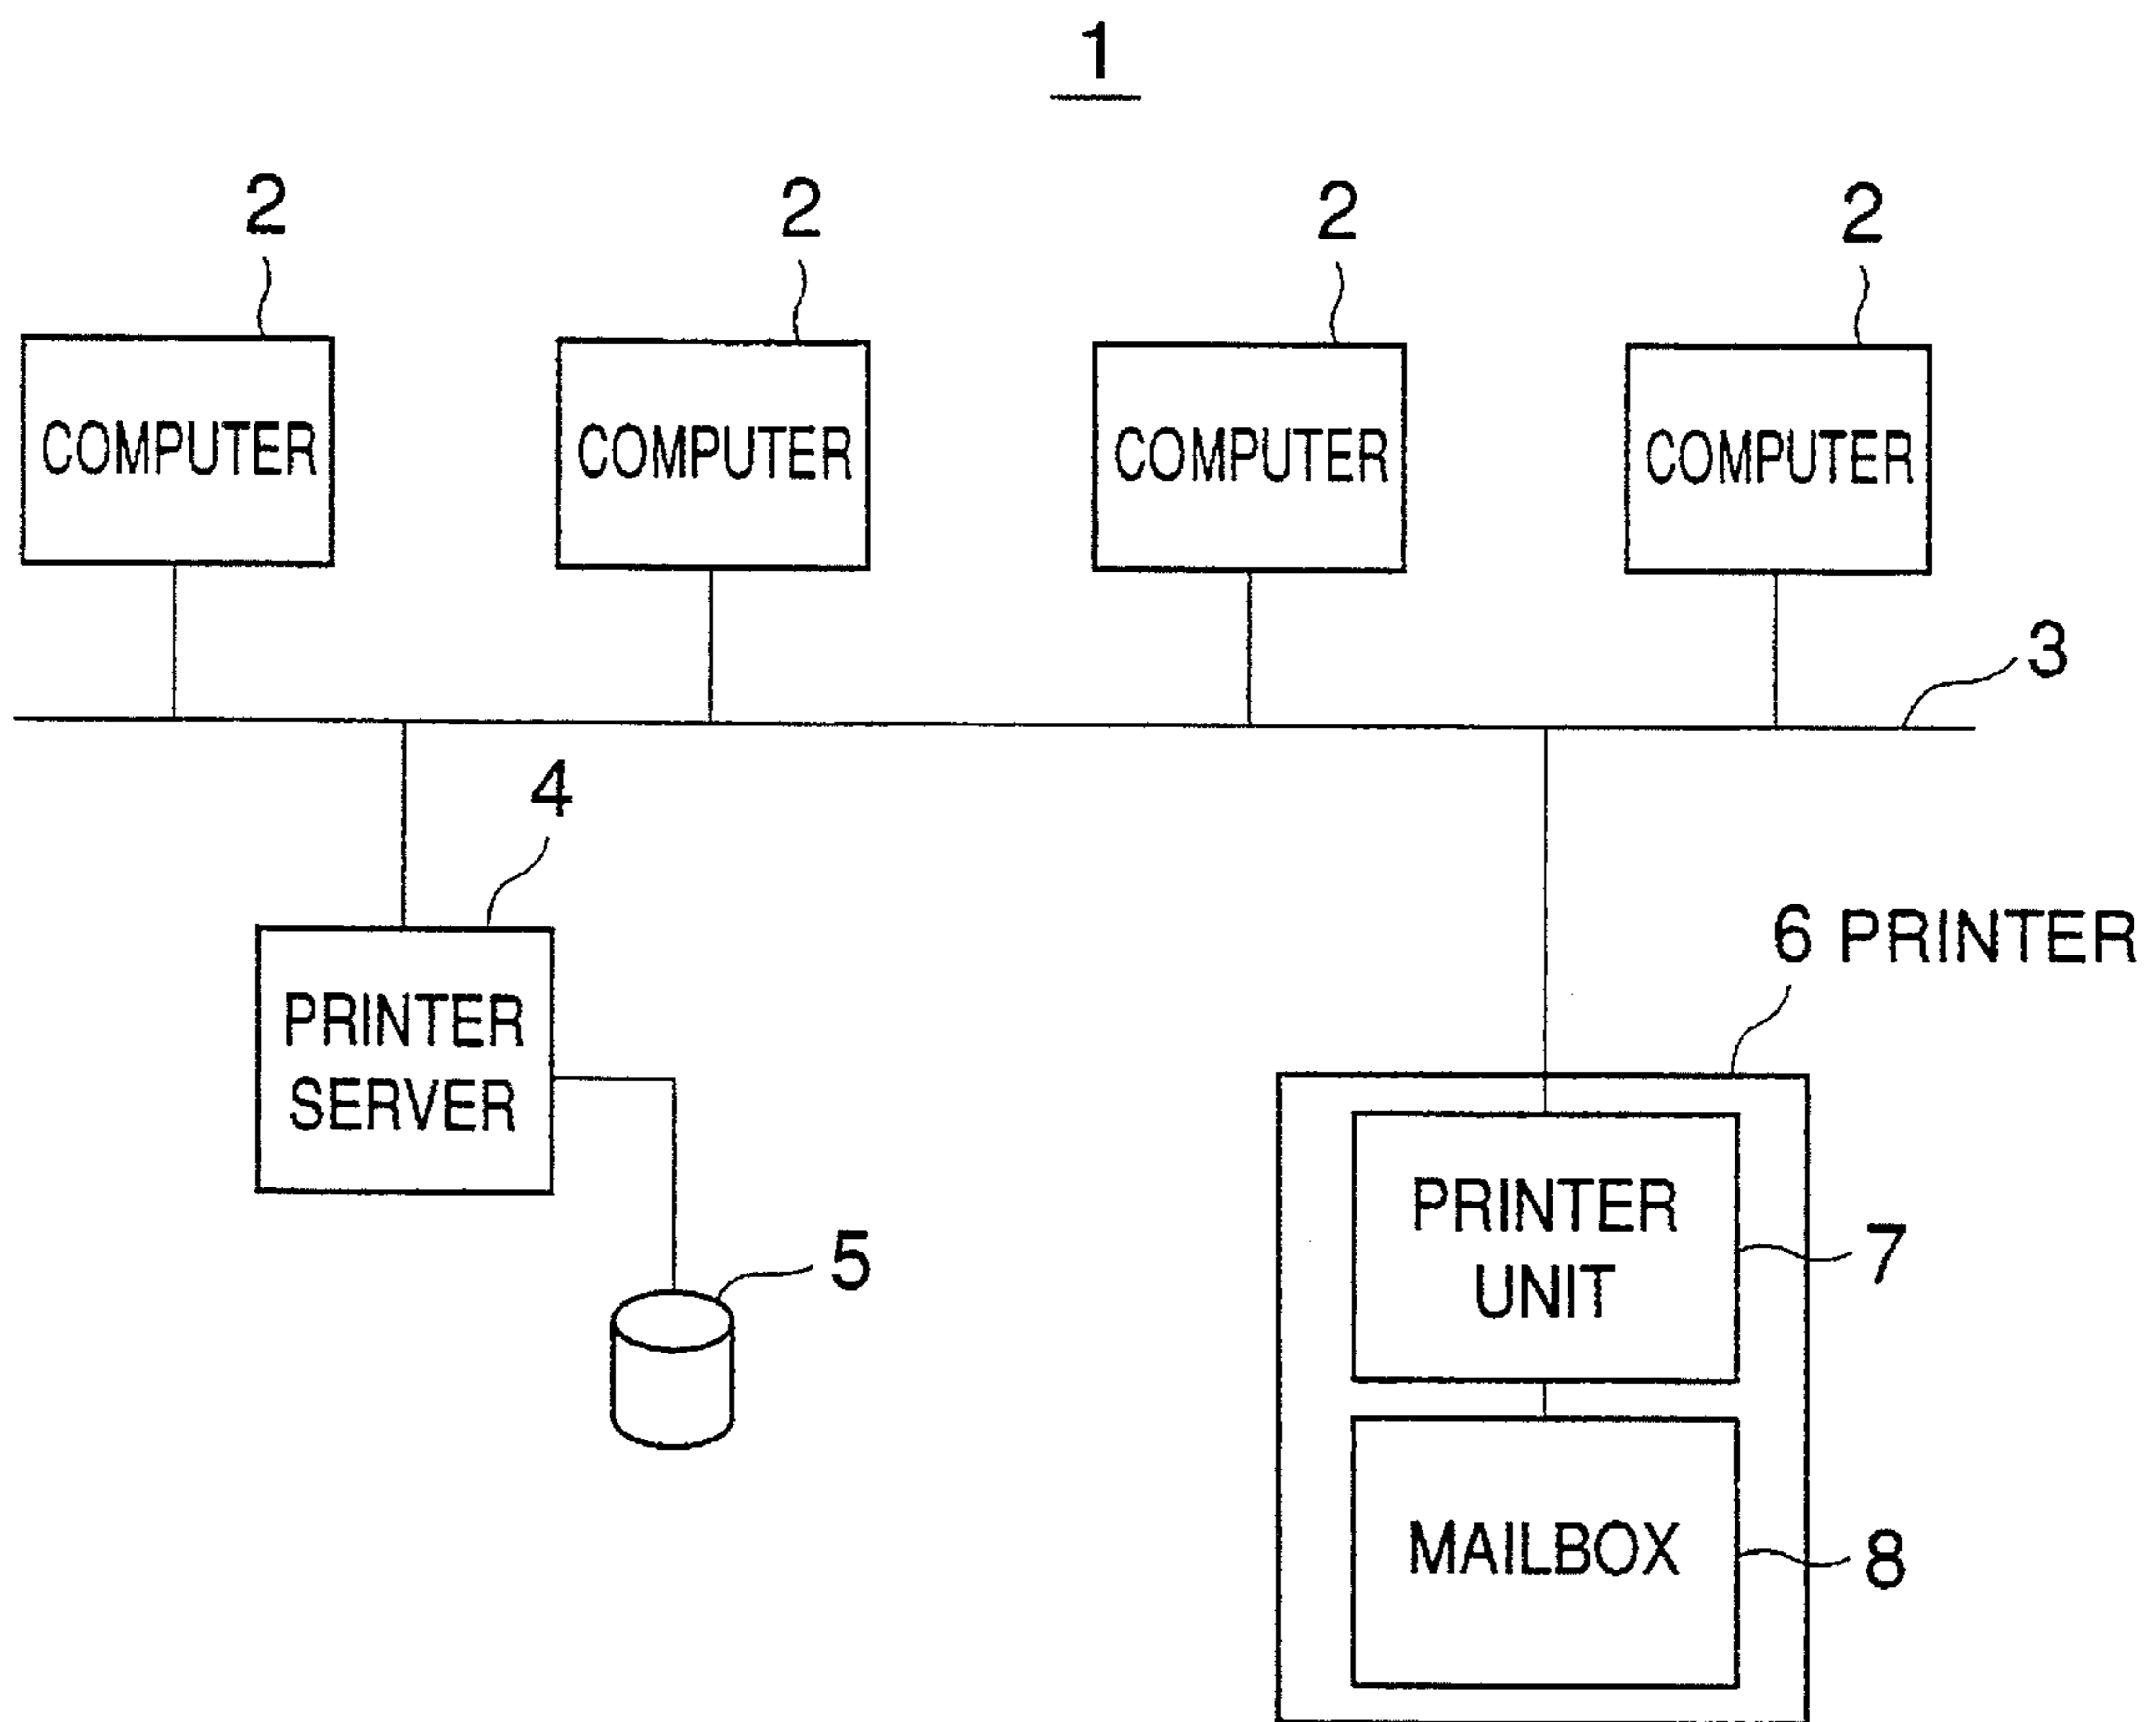 1
2 2 2 2
COMPUTER COMPUTER COMPUTER COMPUTER
3
4
6 PRINTER
PRINTER
SERVER
PRINTER
UNIT
7
5
MAILBOX
8